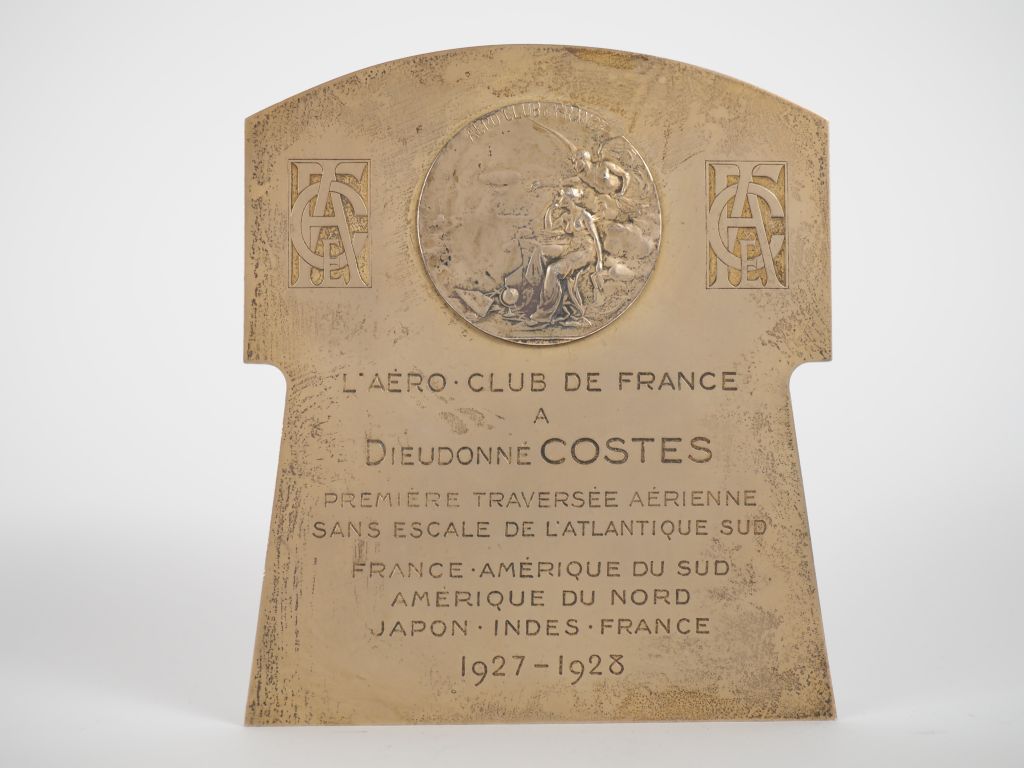 AÉRO-CLUB DE FRANCE
L'AÉRO·CLUB DE FRANCE
A
DIEUDONNÉ COSTES
PREMIÈRE TRAVERSÉE AÉRIENNE
SANS ESCALE DE L'ATLANTIQUE SUD
FRANCE·AMÉRIQUE DU SUD
AMÉRIQUE DU NORD
JAPON·INDES·FRANCE
1927-1928